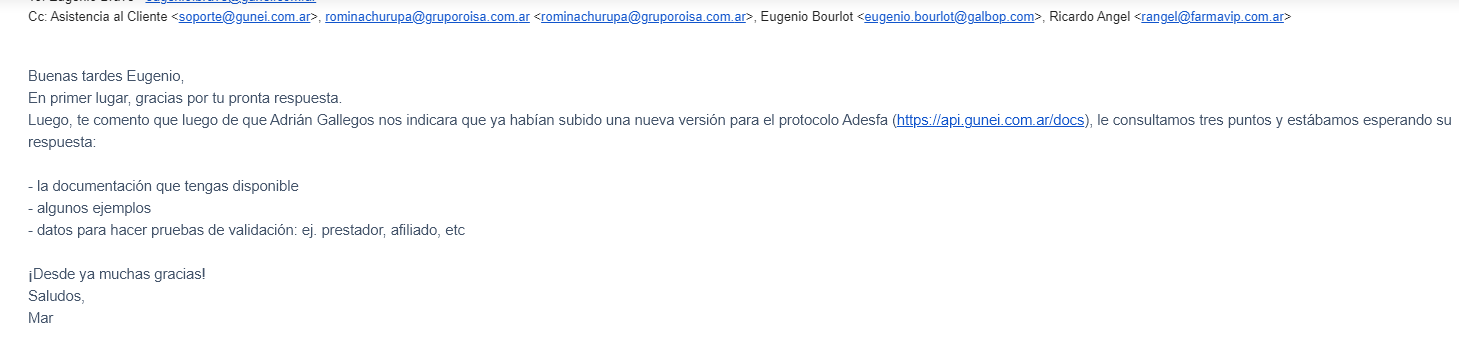 Cc: Asistencia al Cliente <soporte@gunei.com.ar>, rominachurupa@gruporoisa.com.ar <rominachurupa@gruporoisa.com.ar>, Eugenio Bourlot <eugenio.bourlot@galbop.com>, Ricardo Angel <rangel@farmavip.com.ar>
Buenas tardes Eugenio,
En primer lugar, gracias por tu pronta respuesta.
Luego, te comento que luego de que Adrián Gallegos nos indicara que ya habían subido una nueva versión para el protocolo Adesfa (https://api.gunei.com.ar/docs), le consultamos tres puntos y estábamos esperando su
respuesta:
- la documentación que tengas disponible
- algunos ejemplos
- datos para hacer pruebas de validación: ej. prestador, afiliado, etc
¡Desde ya muchas gracias!
Saludos,
Mar